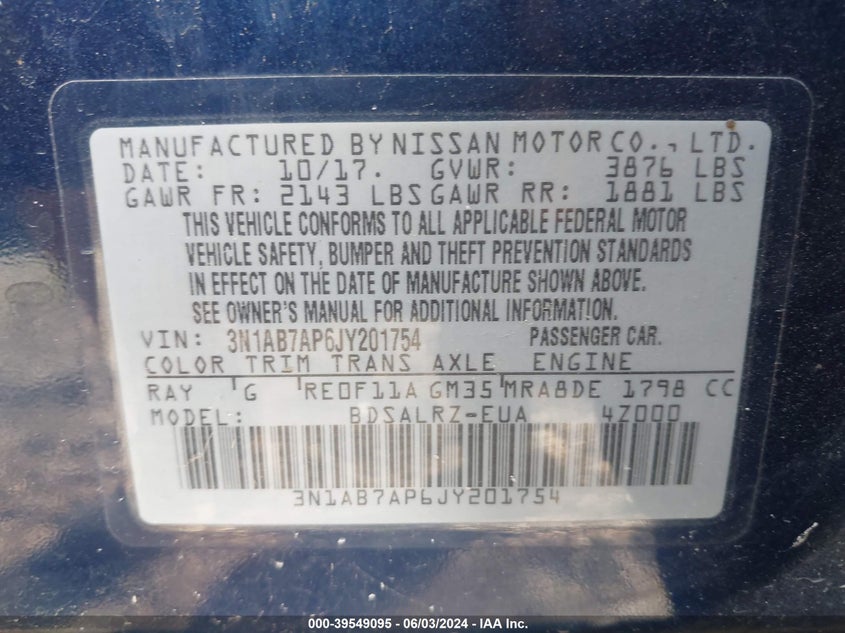 MANUFACTURED BY NISSAN MOTOR CO., LTD.
DATE: 10/17. GVWR: 3876 LBS
GAWR FR: 2143 LBS GAWR RR: 1881 LBS
THIS VEHICLE CONFORMS TO ALL APPLICABLE FEDERAL MOTOR
VEHICLE SAFETY, BUMPER AND THEFT PREVENTION STANDARDS
IN EFFECT ON THE DATE OF MANUFACTURE SHOWN ABOVE.
SEE OWNER'S MANUAL FOR ADDITIONAL INFORMATION.
VIN: 3N1AB7AP6JY201754 PASSENGER CAR.
COLOR TRIM TRANS AXLE ENGINE
RAY G RE0F11A GM35 MRA8DE 1798 CC
MODEL: BDSALRZ-EUA 4Z000
3N1AB7AP6JY201754
000-39549095 - 06/03/2024 - IAA Inc.